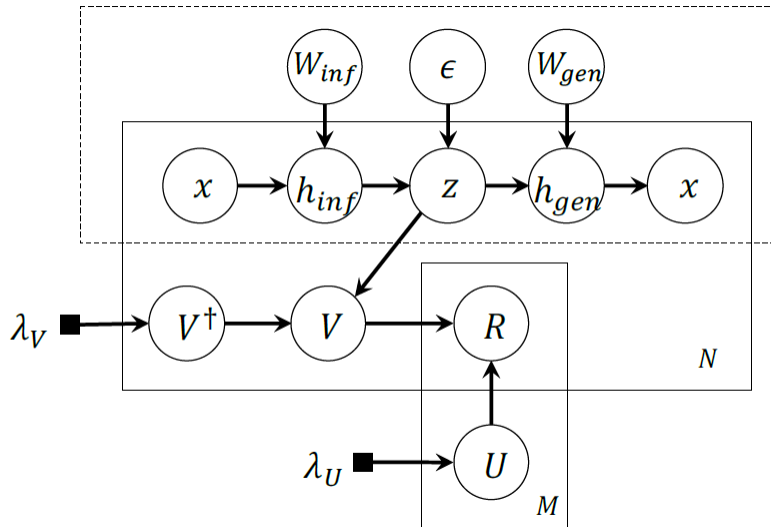 W_inf ϵ W_gen
x h_inf z h_gen x
λ_V V† V R N
λ_U U M